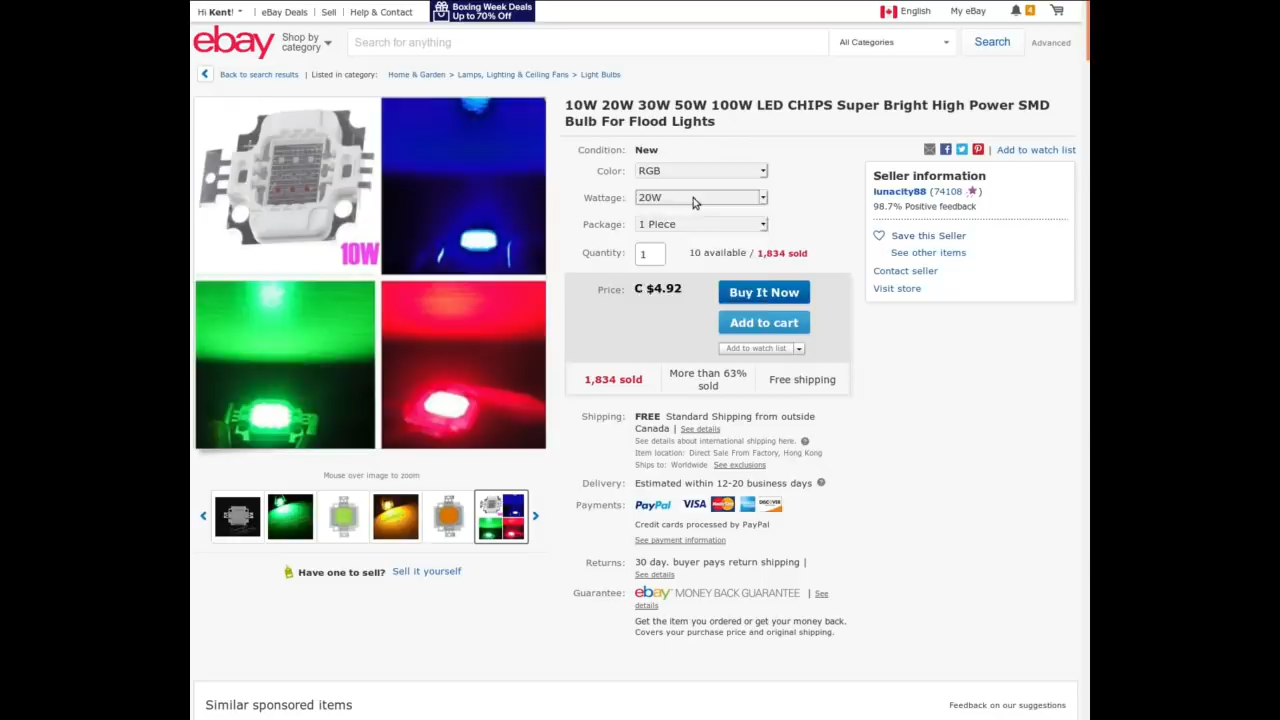 Hi Kent!
eBay Deals
Sell
Help & Contact
Boxing Week Deals
Up to 70% Off
English
My eBay
4
ebay
Shop by
category
Search for anything
All Categories
Search
Advanced
Back to search results
Listed in category:
Home & Garden > Lamps, Lighting & Ceiling Fans > Light Bulbs
10W
Mouse over image to zoom
Have one to sell? Sell it yourself
10W 20W 30W 50W 100W LED CHIPS Super Bright High Power SMD
Bulb For Flood Lights
Condition: New
| Add to watch list
Color: RGB
Wattage: 20W
Package: 1 Piece
Quantity: 1 10 available / 1,834 sold
Price: C $4.92
Buy It Now
Add to cart
Add to watch list
1,834 sold
More than 63%
sold
Free shipping
Shipping: FREE Standard Shipping from outside
Canada | See details
See details about international shipping here.
Item location: Direct Sale From Factory, Hong Kong
Ships to: Worldwide See exclusions
Delivery: Estimated within 12-20 business days
Payments: PayPal VISA MasterCard DISCOVER
Credit cards processed by PayPal
See payment information
Returns: 30 day, buyer pays return shipping |
See details
Guarantee: ebay MONEY BACK GUARANTEE | See
details
Get the item you ordered or get your money back.
Covers your purchase price and original shipping.
Seller information
lunacity88 (74108 )
98.7% Positive feedback
Save this Seller
See other items
Contact seller
Visit store
Similar sponsored items
Feedback on our suggestions